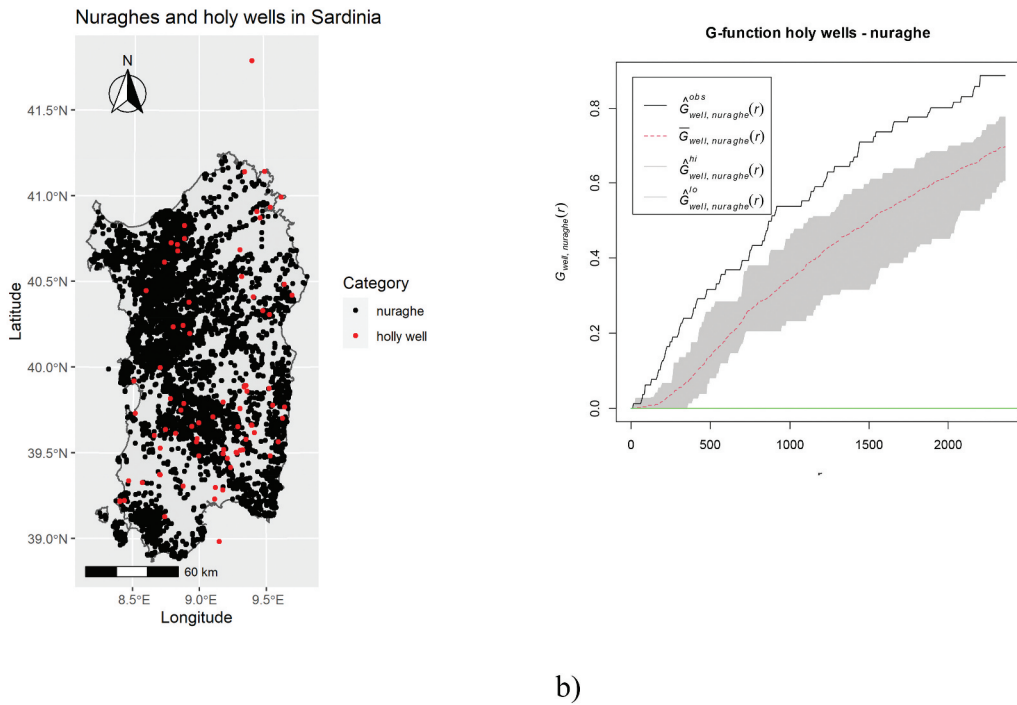 Nuraghes and holy wells in Sardinia
N
41.5°N
41.0°N
40.5°N
40.0°N
39.5°N
39.0°N
Latitude
60 km
8.5°E 9.0°E 9.5°E
Longitude
Category
nuraghe
holly well
G-function holy wells - nuraghe
Ĝ^obs_well, nuraghe(r)
G̅_well, nuraghe(r)
Ĝ^hi_well, nuraghe(r)
Ĝ^lo_well, nuraghe(r)
G_well, nuraghe(r)
0.8
0.6
0.4
0.2
0.0
0 500 1000 1500 2000
b)